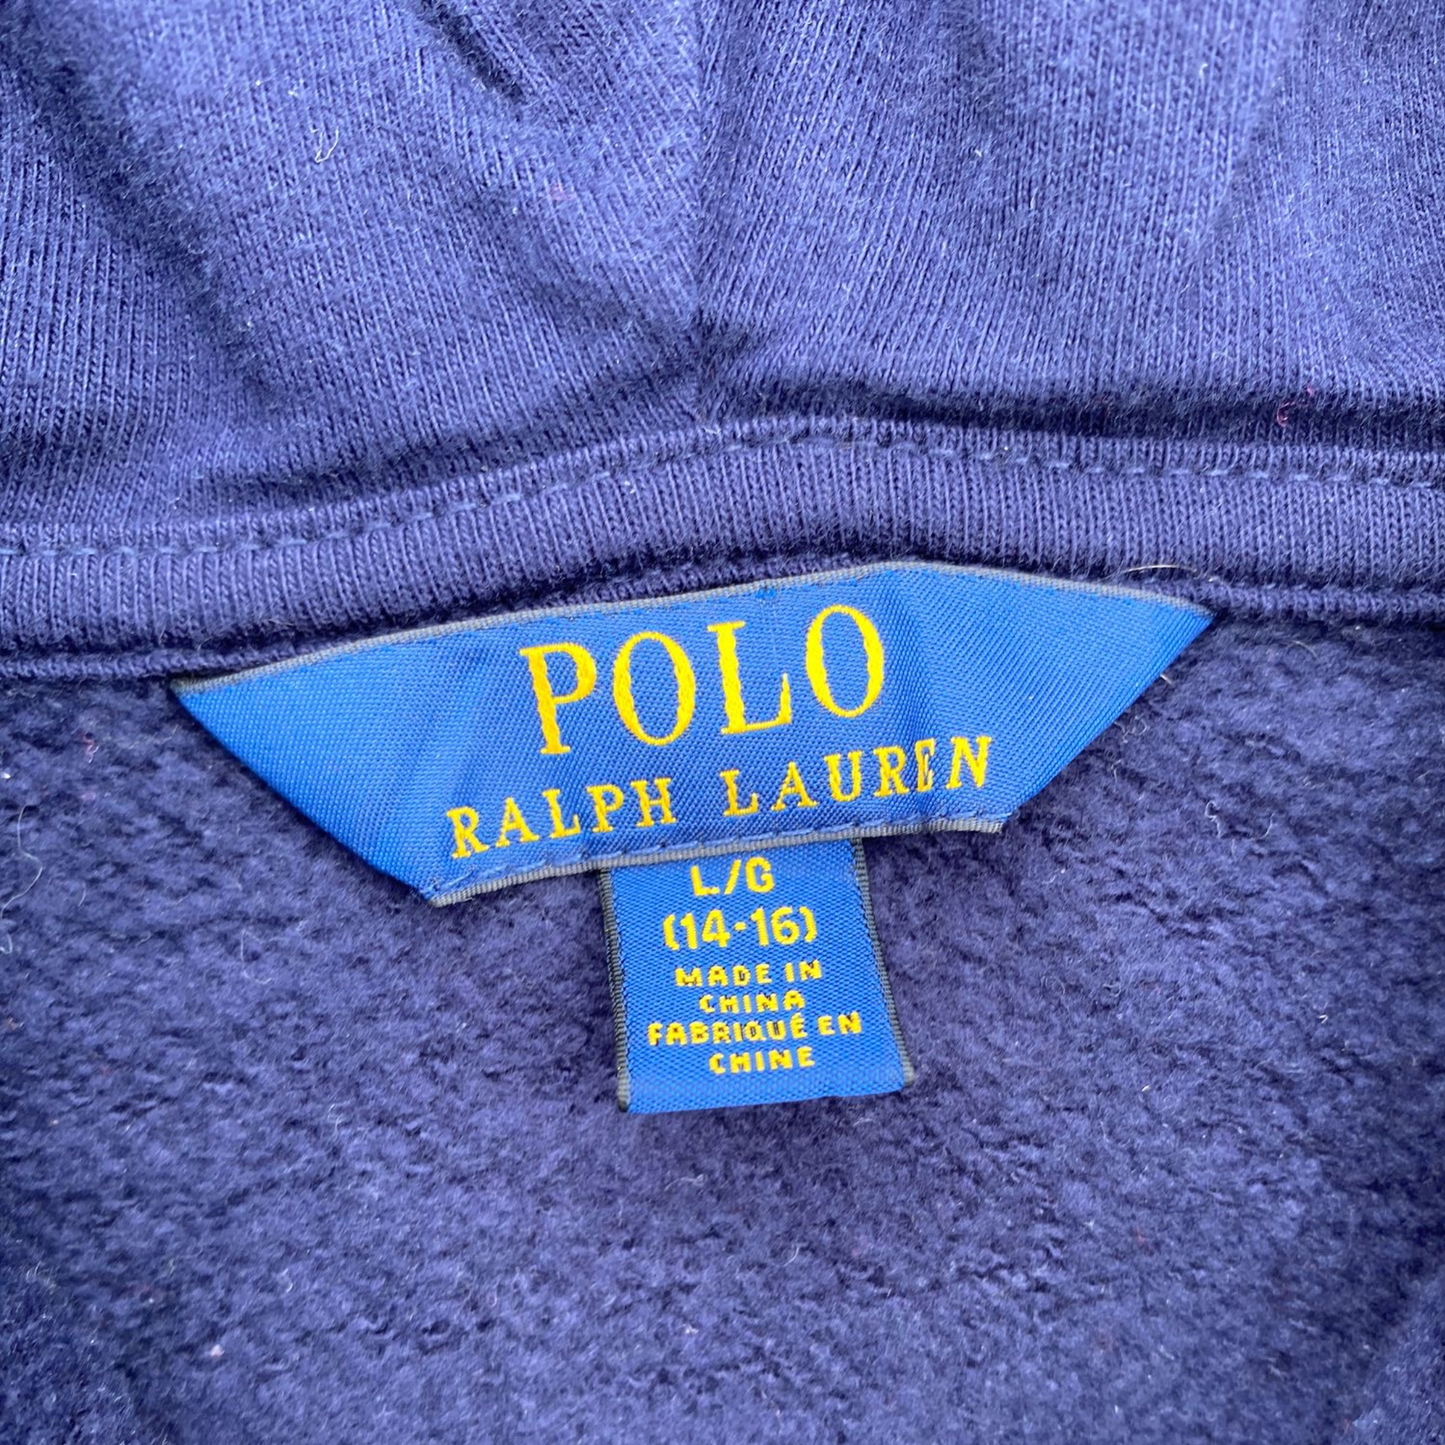 POLO
RALPH LAUREN
L/G
(14-16)
MADE IN
CHINA
FABRIQUÉ EN
CHINE